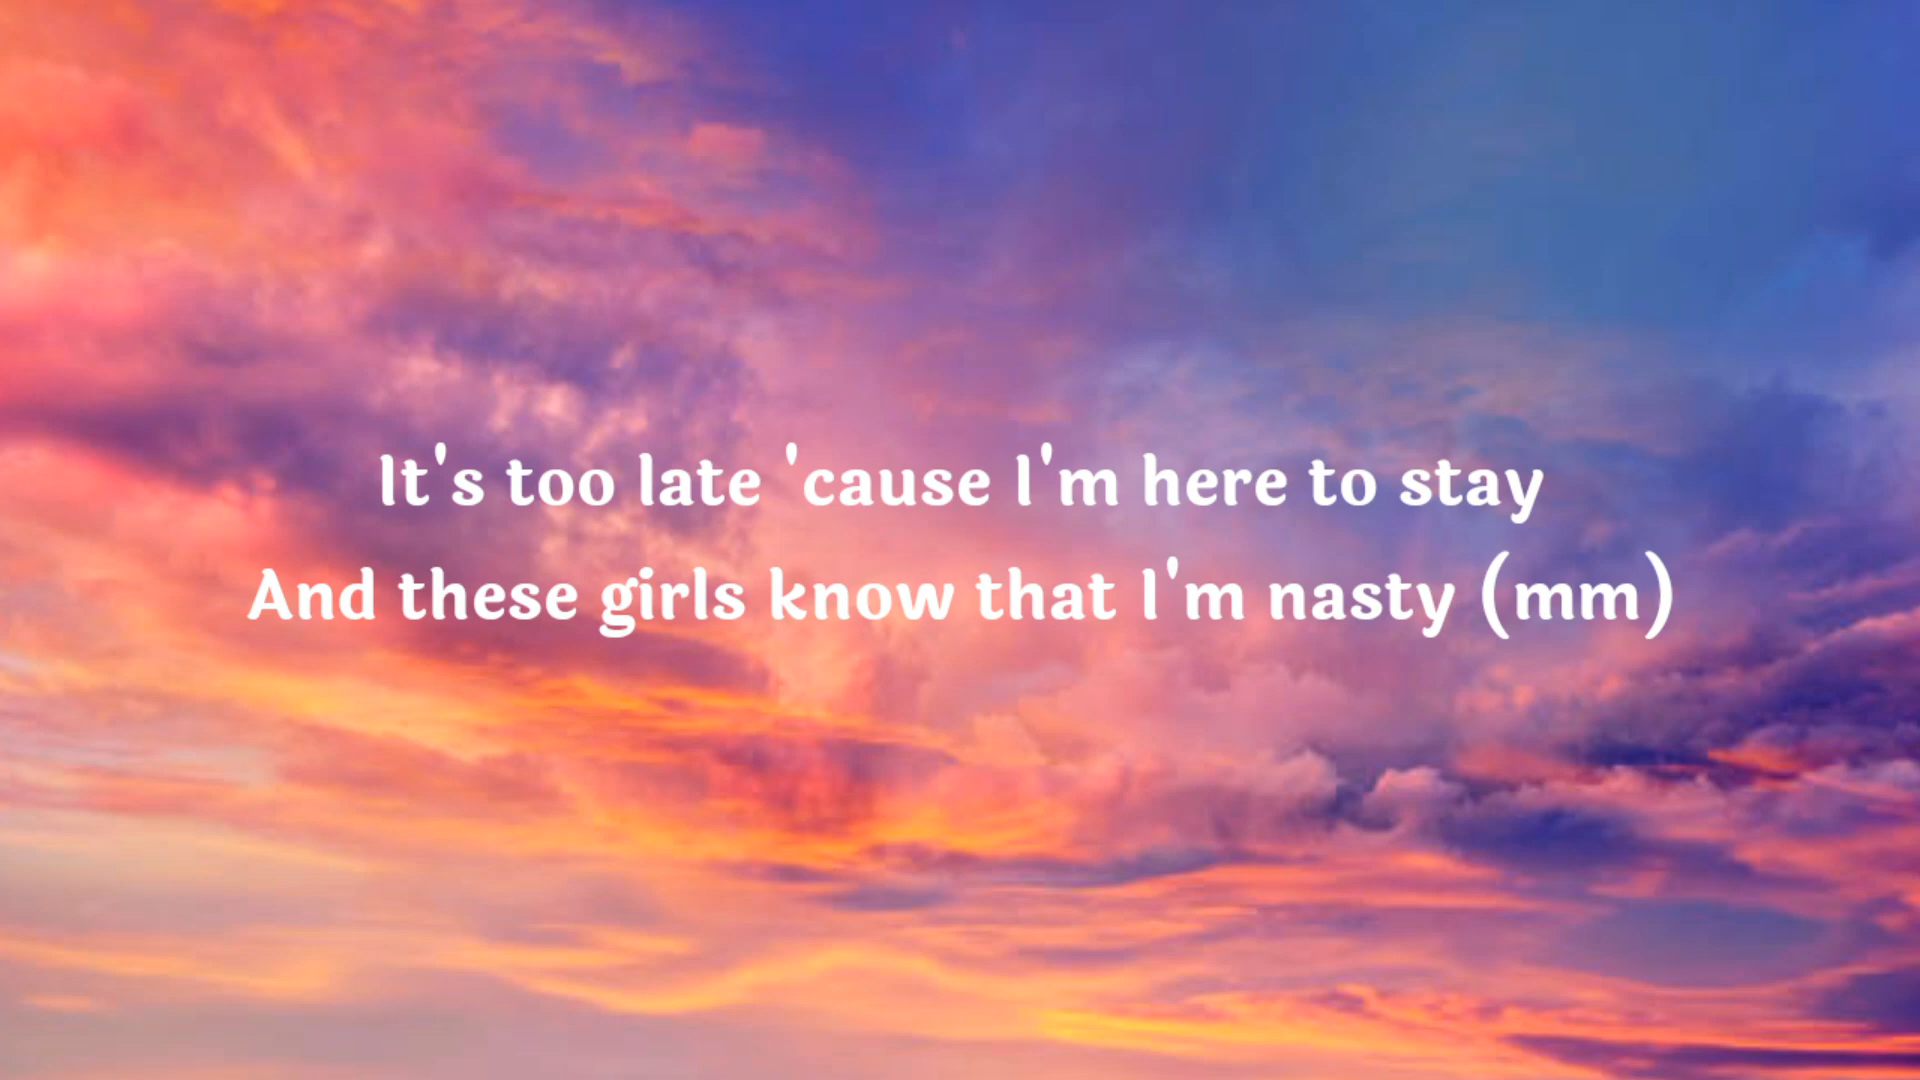 It's too late 'cause I'm here to stay
And these girls know that I'm nasty (mm)